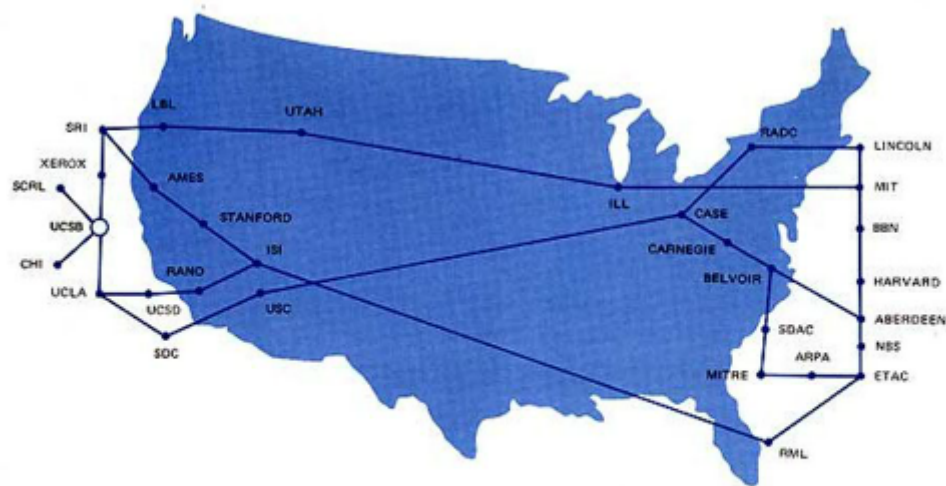 LBL
UTAH
SRI
RADC
LINCOLN
XEROX
SCRL
AMES
MIT
ILL
STANFORD
CASE
UCSB
BBN
ISI
CARNEGIE
CHI
RAND
BELVOIR
HARVARD
UCLA
UCSD
USC
ABERDEEN
SDAC
SDC
NBS
ARPA
MITRE
ETAC
RML